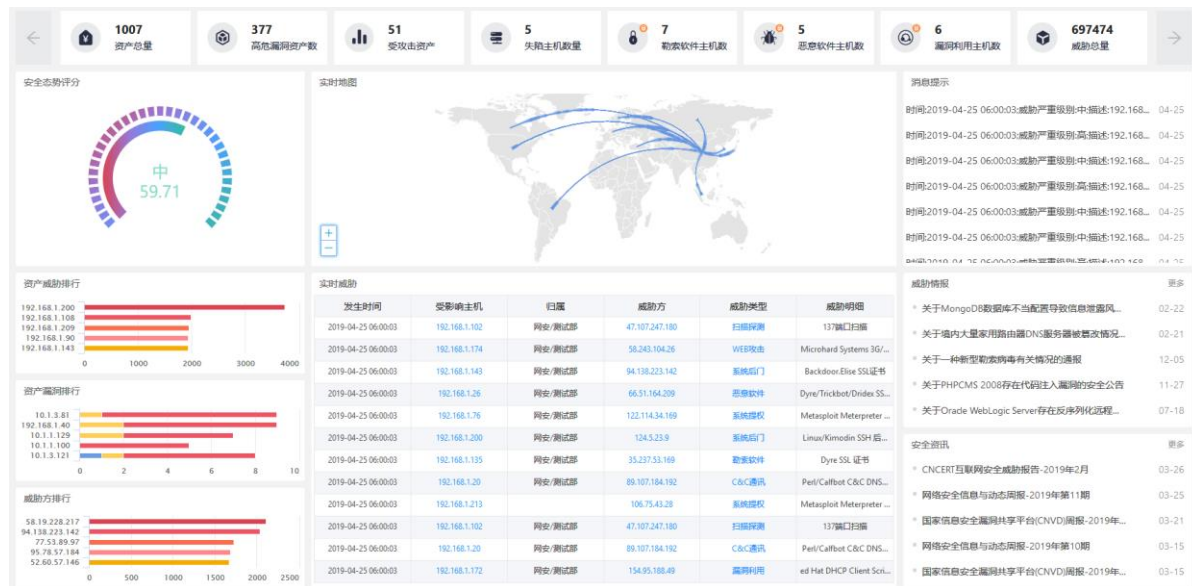 1007
资产总量
377
高危漏洞资产数
51
受攻击资产
5
失陷主机数量
7
勒索软件主机数
5
恶意软件主机数
6
漏洞利用主机数
697474
威胁总量
安全态势评分
中
59.71
实时地图
+
−
消息提示
时间:2019-04-25 06:00:03;威胁严重级别:中;描述:192.168... 04-25
时间:2019-04-25 06:00:03;威胁严重级别:高;描述:192.168... 04-25
时间:2019-04-25 06:00:03;威胁严重级别:中;描述:192.168... 04-25
时间:2019-04-25 06:00:03;威胁严重级别:高;描述:192.168... 04-25
时间:2019-04-25 06:00:03;威胁严重级别:中;描述:192.168... 04-25
时间:2019-04-25 06:00:03;威胁严重级别:中;描述:192.168... 04-25
时间:2019-04-25 06:00:03;威胁严重级别:高;描述:192.168... 04-25
资产威胁排行
192.168.1.200
192.168.1.108
192.168.1.209
192.168.1.90
192.168.1.143
0 1000 2000 3000 4000
资产漏洞排行
10.1.3.81
192.168.1.40
10.1.1.129
10.1.1.100
10.1.3.121
0 2 4 6 8 10
威胁方排行
58.19.228.217
94.138.223.142
77.53.89.97
95.78.57.184
52.60.57.146
0 500 1000 1500 2000 2500
实时威胁
发生时间 受影响主机 归属 威胁方 威胁类型 威胁明细
2019-04-25 06:00:03 192.168.1.102 网安/测试部 47.107.247.180 扫描探测 137端口扫描
2019-04-25 06:00:03 192.168.1.174 网安/测试部 58.243.104.26 WEB攻击 Microhard Systems 3G/...
2019-04-25 06:00:03 192.168.1.143 网安/测试部 94.138.223.142 系统后门 Backdoor.Elise SSL证书
2019-04-25 06:00:03 192.168.1.26 网安/测试部 66.51.164.209 恶意软件 Dyre/Trickbot/Dridex SS...
2019-04-25 06:00:03 192.168.1.76 网安/测试部 122.114.34.169 系统提权 Metasploit Meterpreter ...
2019-04-25 06:00:03 192.168.1.200 网安/测试部 124.5.23.9 系统后门 Linux/Kimodin SSH 后...
2019-04-25 06:00:03 192.168.1.135 网安/测试部 35.237.53.169 勒索软件 Dyre SSL 证书
2019-04-25 06:00:03 192.168.1.20 网安/测试部 89.107.184.192 C&C通讯 Perl/Calfbot C&C DNS...
2019-04-25 06:00:03 192.168.1.213 106.75.43.28 系统提权 Metasploit Meterpreter ...
2019-04-25 06:00:03 192.168.1.102 网安/测试部 47.107.247.180 扫描探测 137端口扫描
2019-04-25 06:00:03 192.168.1.20 网安/测试部 89.107.184.192 C&C通讯 Perl/Calfbot C&C DNS...
2019-04-25 06:00:03 192.168.1.172 网安/测试部 154.95.188.49 漏洞利用 ed Hat DHCP Client Scri...
威胁情报 更多
关于MongoDB数据库不当配置导致信息泄露风... 02-22
关于境内大量家用路由器DNS服务器被篡改情况... 02-21
关于一种新型勒索病毒有关情况的通报 12-05
关于PHPCMS 2008存在代码注入漏洞的安全公告 11-27
关于Oracle WebLogic Server存在反序列化远程... 07-18
安全资讯 更多
CNCERT互联网安全威胁报告-2019年2月 03-26
网络安全信息与动态周报-2019年第11期 03-25
国家信息安全漏洞共享平台(CNVD)周报-2019年... 03-21
网络安全信息与动态周报-2019年第10期 03-15
国家信息安全漏洞共享平台(CNVD)周报-2019年... 03-15